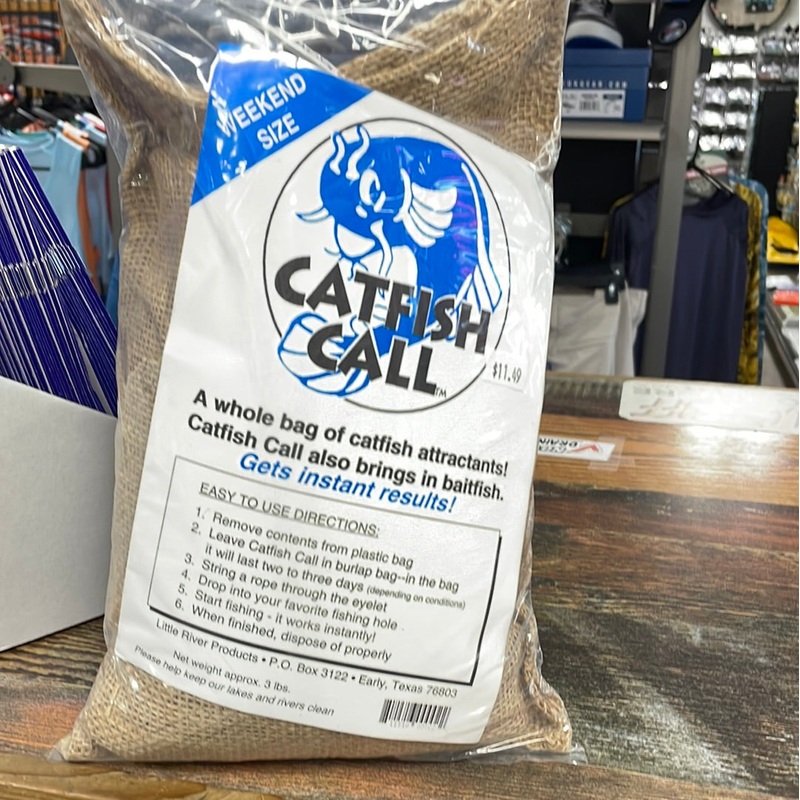 WEEKEND
SIZE
CATFISH
CALL TM
$11.49
A whole bag of catfish attractants!
Catfish Call also brings in baitfish.
Gets instant results!
EASY TO USE DIRECTIONS:
1. Remove contents from plastic bag
2. Leave Catfish Call in burlap bag--in the bag
it will last two to three days (depending on conditions)
3. String a rope through the eyelet
4. Drop into your favorite fishing hole
5. Start fishing - it works instantly!
6. When finished, dispose of properly
Little River Products • P.O. Box 3122 • Early, Texas 76803
Net weight approx. 3 lbs.
Please help keep our lakes and rivers clean